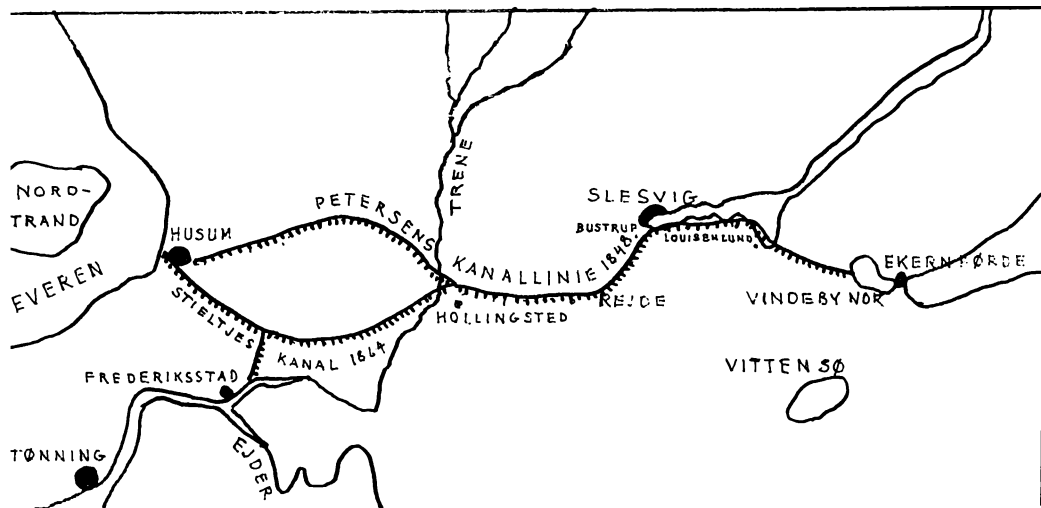 NORD-
TRAND
EVEREN
HUSUM
PETERSENS KANALLINIE 1848.
TRENE
SLESVIG
BUSTRUP
LOUISENLUND.
EKERNFØRDE
VINDEBY NOR
REJDE
HOLLINGSTED
STIELTJES KANAL 1864
FREDERIKSSTAD
VITTEN SØ
TØNNING
EJDER